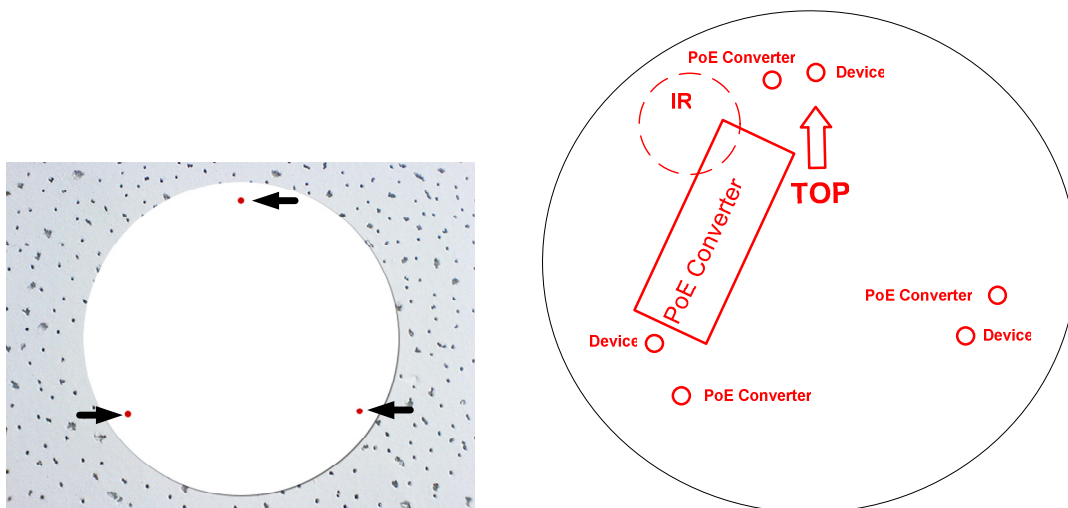 PoE Converter
Device
IR
TOP
PoE Converter
PoE Converter
Device
Device
PoE Converter